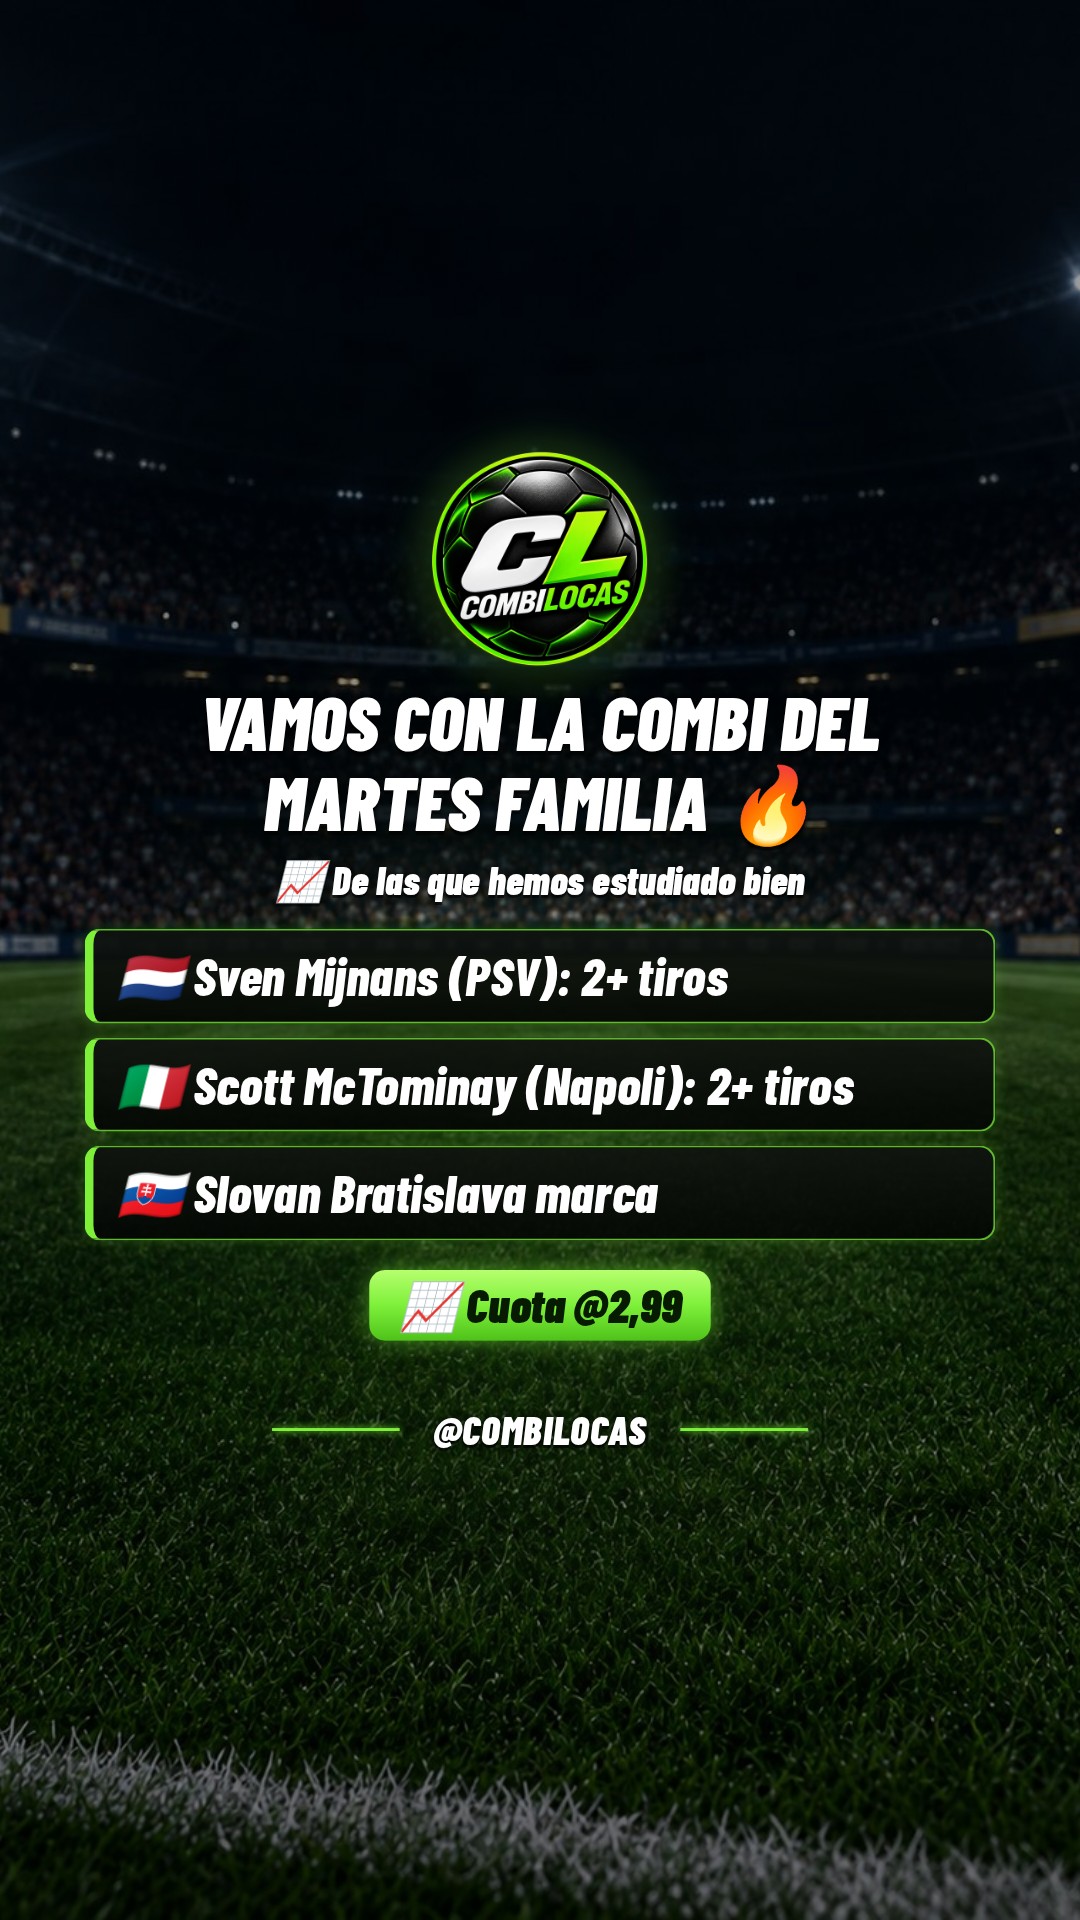 CL
COMBILOCAS
VAMOS CON LA COMBI DEL
MARTES FAMILIA 🔥
📈 De las que hemos estudiado bien
🇳🇱 Sven Mijnans (PSV): 2+ tiros
🇮🇹 Scott McTominay (Napoli): 2+ tiros
🇸🇰 Slovan Bratislava marca
📈 Cuota @2,99
@COMBILOCAS